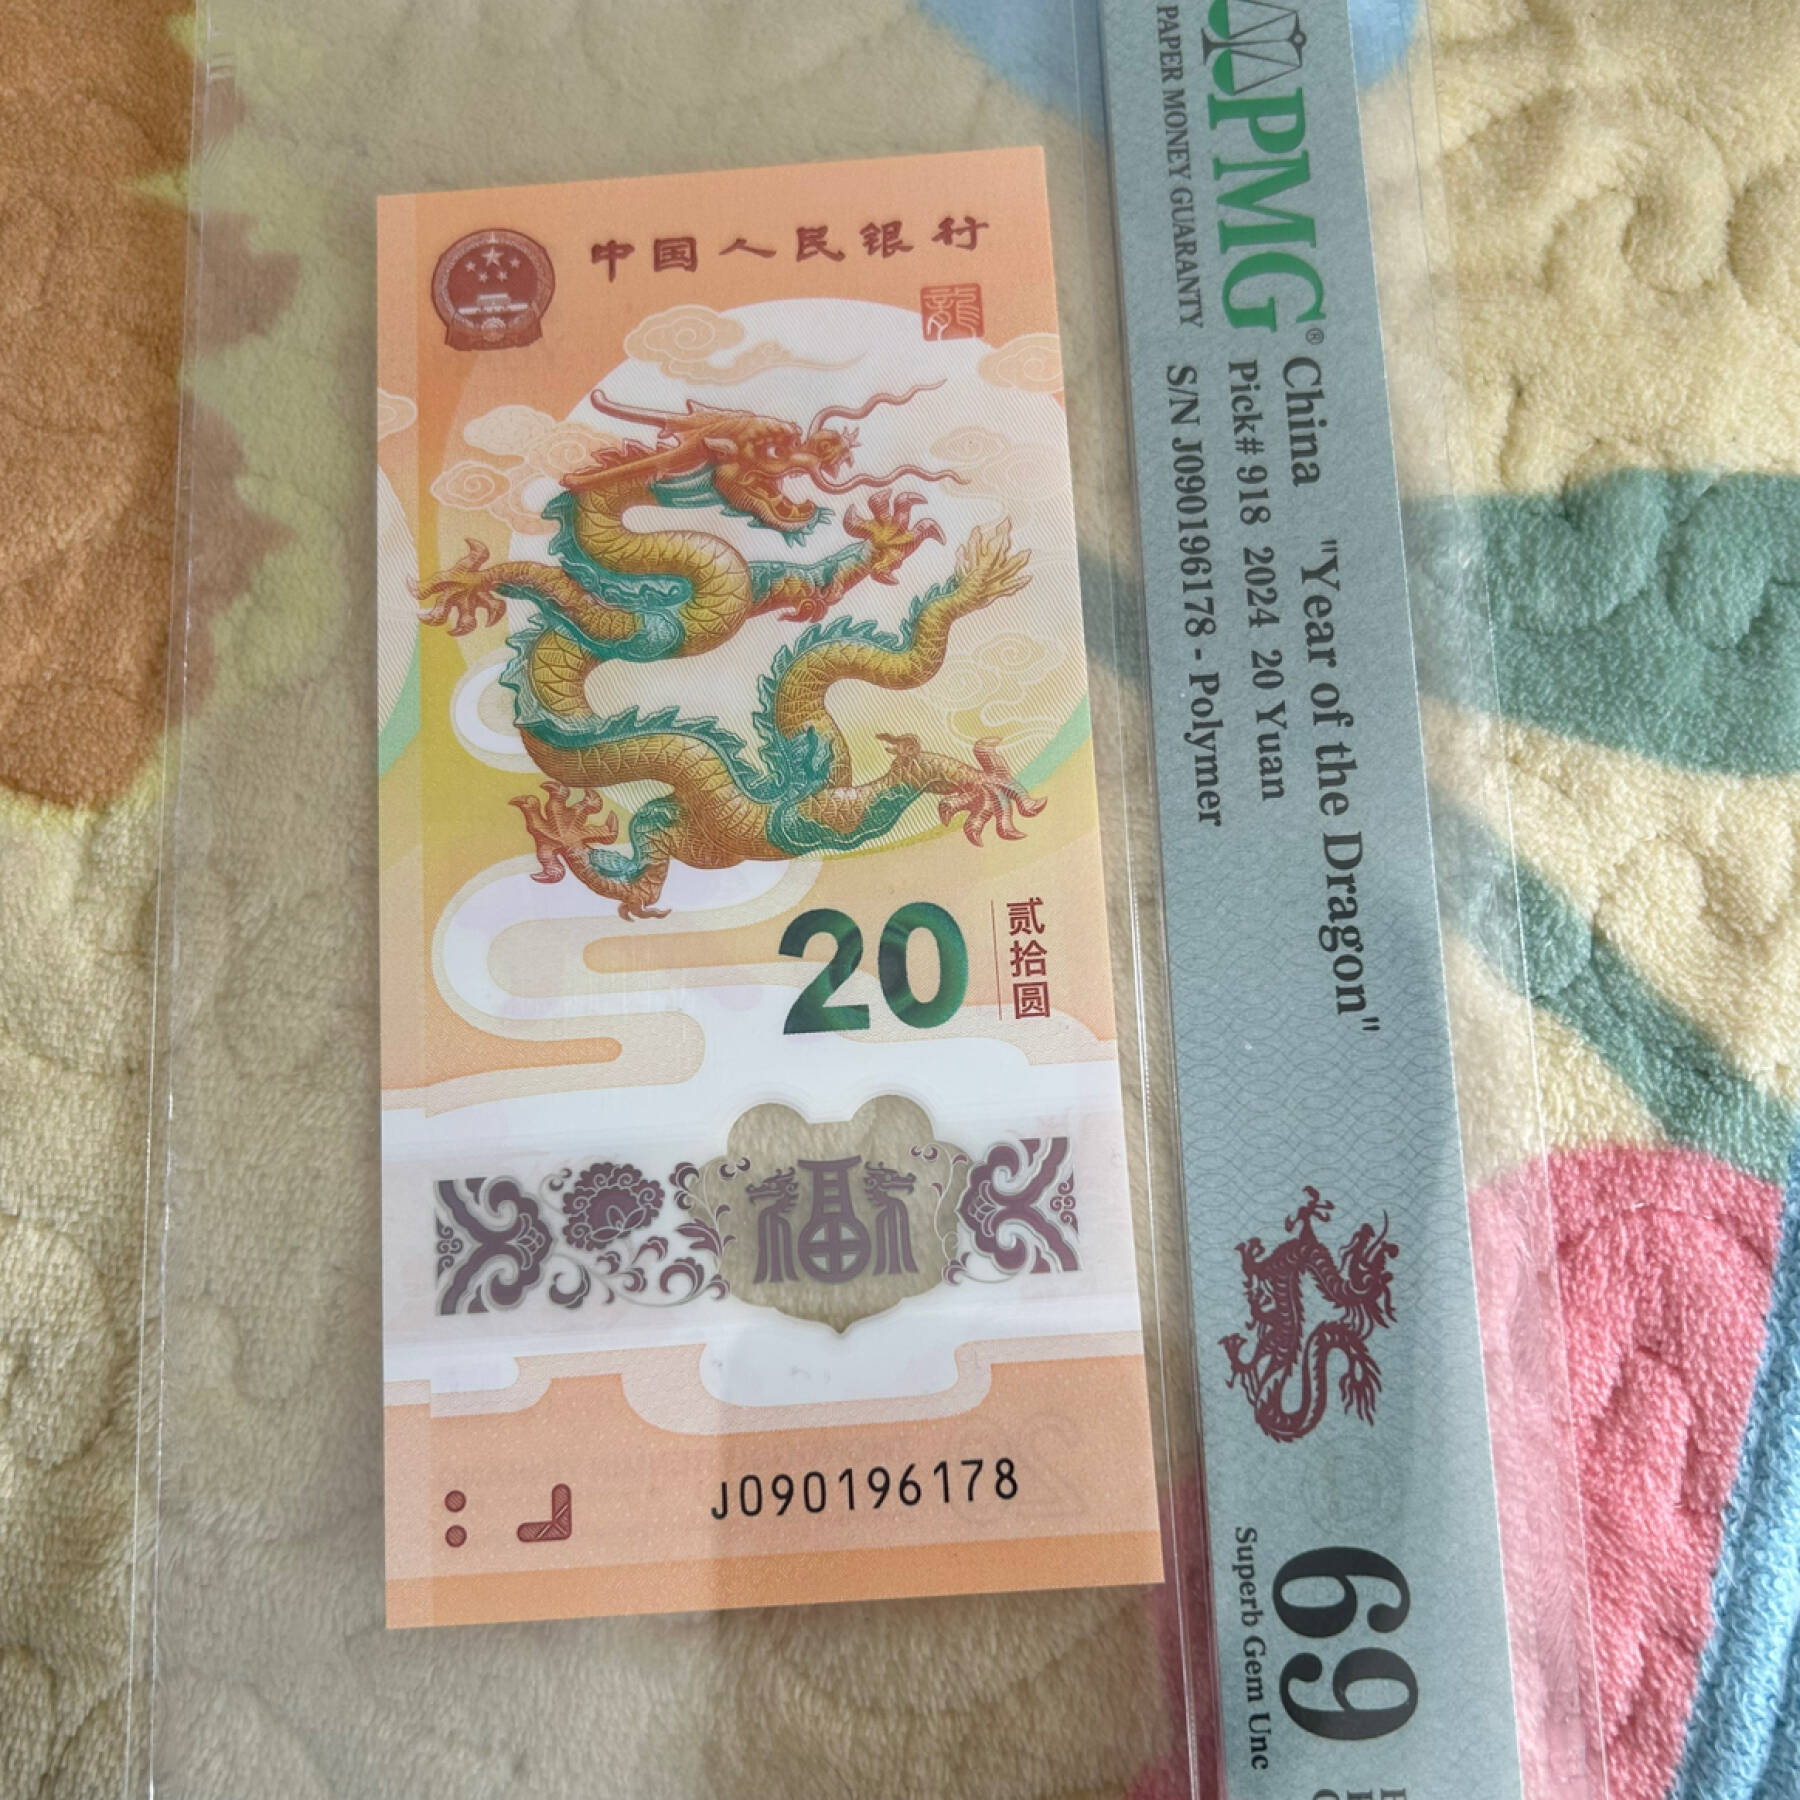 中国人民银行
龍
20
贰拾圆
福
J090196178
PMG®
PAPER MONEY GUARANTY
China "Year of the Dragon"
Pick# 918 2024 20 Yuan
S/N J090196178 - Polymer
69
Superb Gem Unc